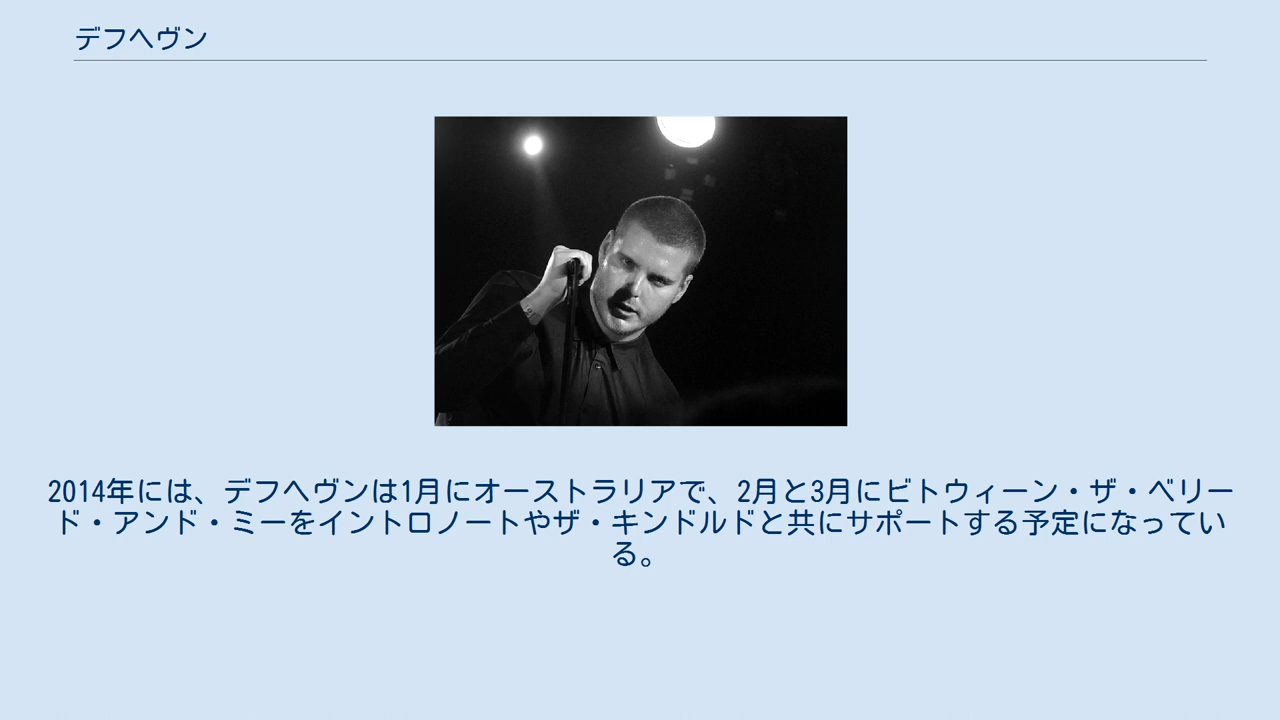 デフヘヴン
2014年には、デフヘヴンは1月にオーストラリアで、2月と3月にビトウィーン・ザ・ベリー
ド・アンド・ミーをイントロノートやザ・キンドルドと共にサポートする予定になってい
る。